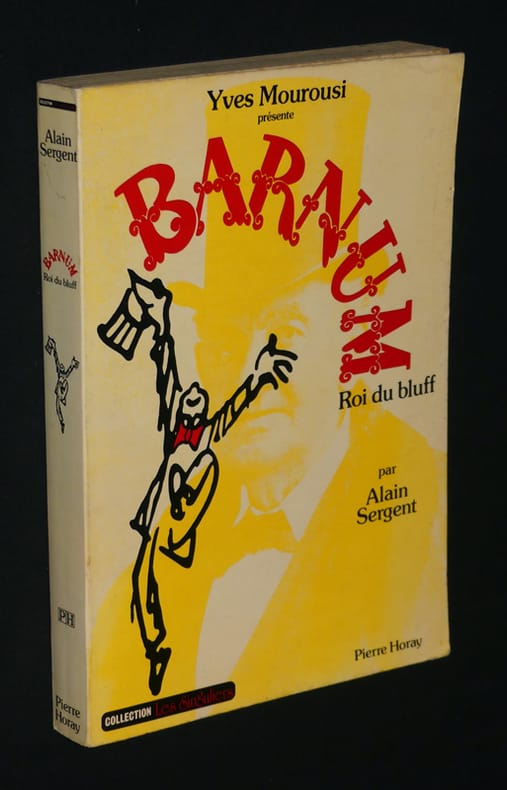 COLLECTION
Alain
Sergent
BARNUM
Roi du bluff
PH
Pierre
Horay
Yves Mourousi
présente
BARNUM
Roi du bluff
par
Alain
Sergent
Pierre Horay
COLLECTION Les Singuliers